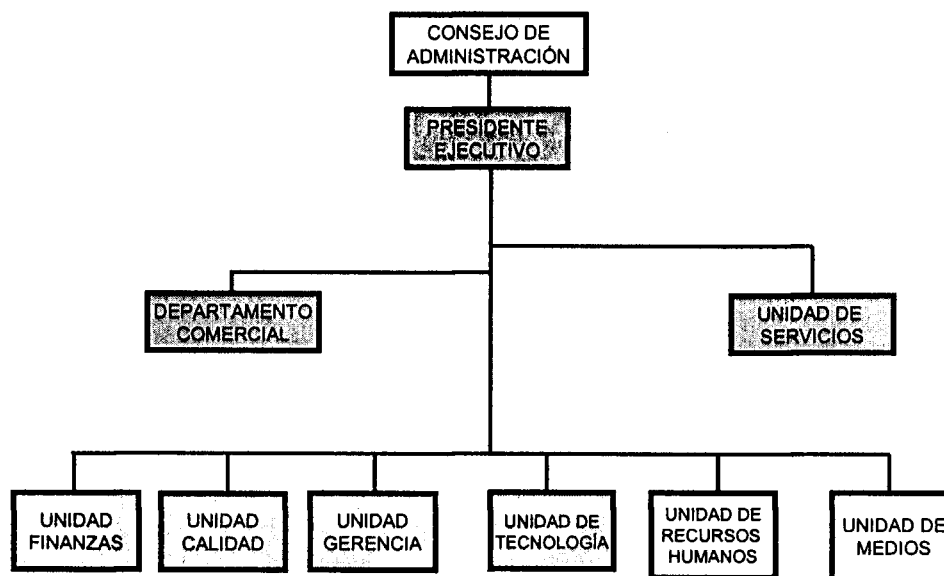 CONSEJO DE
ADMINISTRACIÓN
PRESIDENTE
EJECUTIVO
DEPARTAMENTO
COMERCIAL
UNIDAD DE
SERVICIOS
UNIDAD
FINANZAS
UNIDAD
CALIDAD
UNIDAD
GERENCIA
UNIDAD DE
TECNOLOGÍA
UNIDAD DE
RECURSOS
HUMANOS
UNIDAD DE
MEDIOS